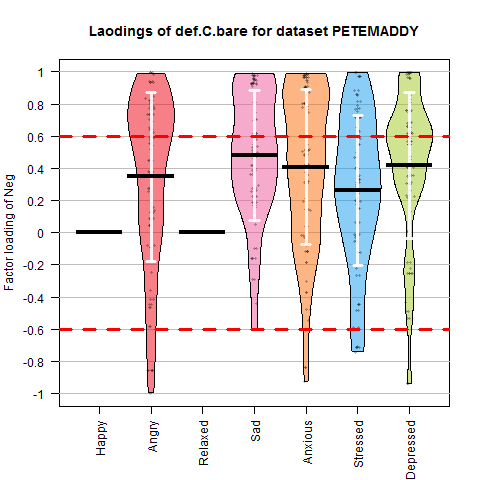 Laodings of def.C.bare for dataset PETEMADDY
Factor loading of Neg
1
0.8
0.6
0.4
0.2
0
-0.2
-0.4
-0.6
-0.8
-1
Happy
Angry
Relaxed
Sad
Anxious
Stressed
Depressed